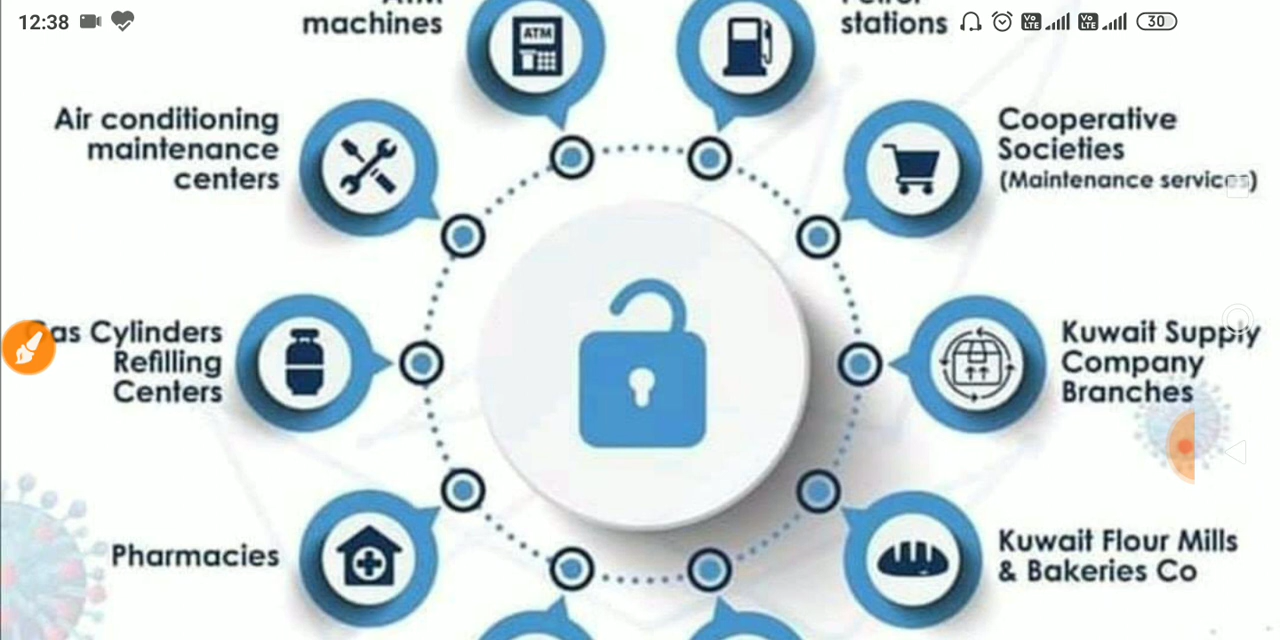 12:38
30
machines
stations
ATM
Air conditioning
maintenance
centers
Cooperative
Societies
(Maintenance services)
Gas Cylinders
Refilling
Centers
Kuwait Supply
Company
Branches
Pharmacies
Kuwait Flour Mills
& Bakeries Co